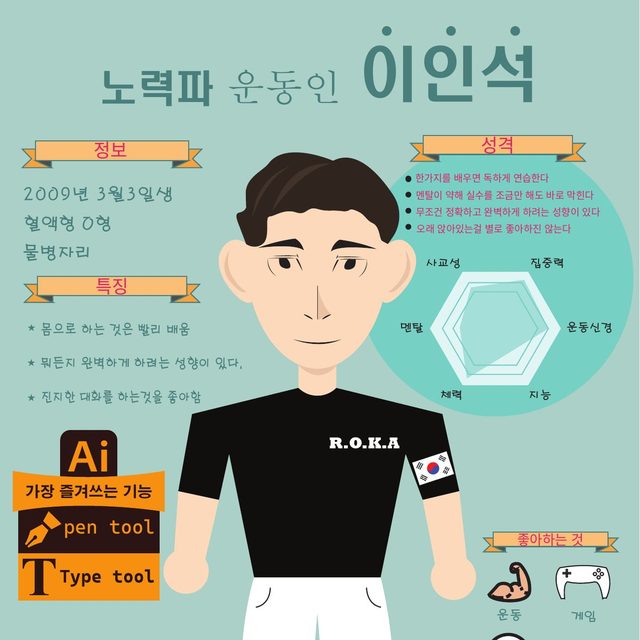 노력파 운동인 이인석
정보
2009년 3월3일생
혈액형 O형
물병자리
특징
★ 몸으로 하는 것은 빨리 배움
★ 뭐든지 완벽하게 하려는 성향이 있다,
★ 진지한 대화를 하는것을 좋아함
성격
● 한가지를 배우면 독하게 연습한다
● 멘탈이 약해 실수를 조금만 해도 바로 막힌다
● 무조건 정확하고 완벽하게 하려는 성향이 있다
● 오래 앉아있는걸 별로 좋아하진 않는다
사교성
집중력
멘탈
운동신경
체력
지능
R.O.K.A
Ai
가장 즐겨쓰는 기능
pen tool
T Type tool
좋아하는 것
운동
게임